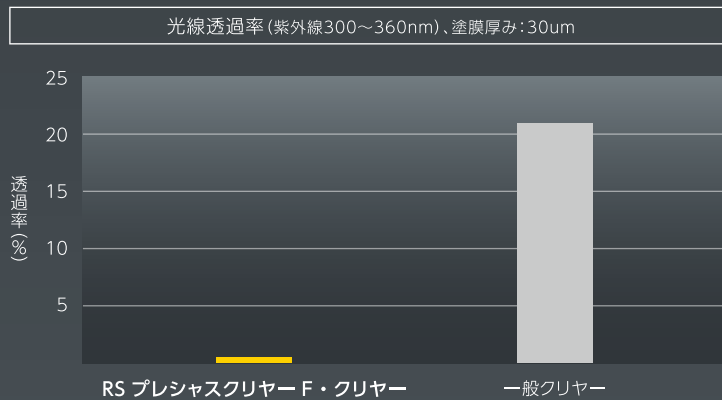 光線透過率(紫外線300～360nm)、塗膜厚み:30um
25
20
15
10
5
透過率(%)
RS プレシャスクリヤー F・クリヤー
一般クリヤー